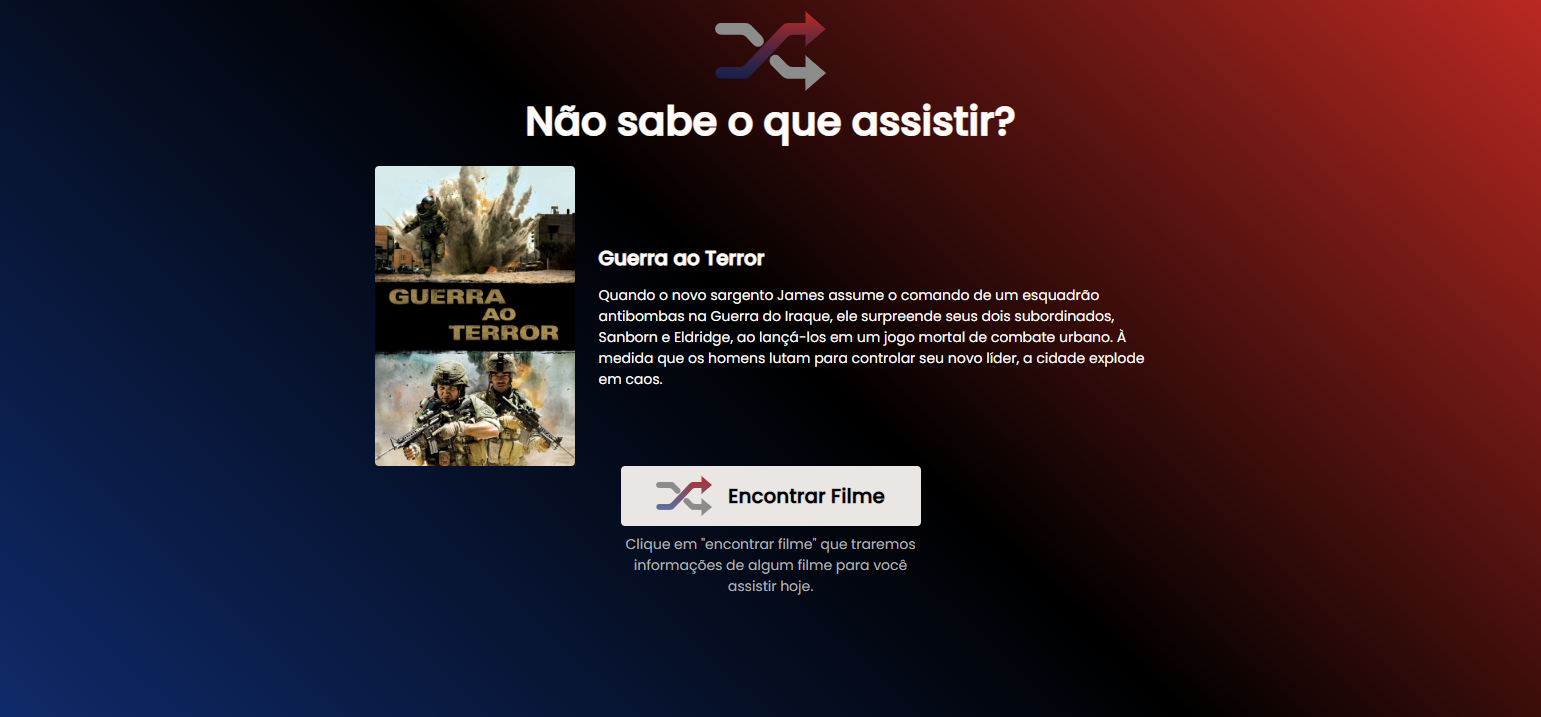 Não sabe o que assistir?
GUERRA
AO
TERROR
Guerra ao Terror
Quando o novo sargento James assume o comando de um esquadrão
antibombas na Guerra do Iraque, ele surpreende seus dois subordinados,
Sanborn e Eldridge, ao lançá-los em um jogo mortal de combate urbano. À
medida que os homens lutam para controlar seu novo líder, a cidade explode
em caos.
Encontrar Filme
Clique em "encontrar filme" que traremos
informações de algum filme para você
assistir hoje.